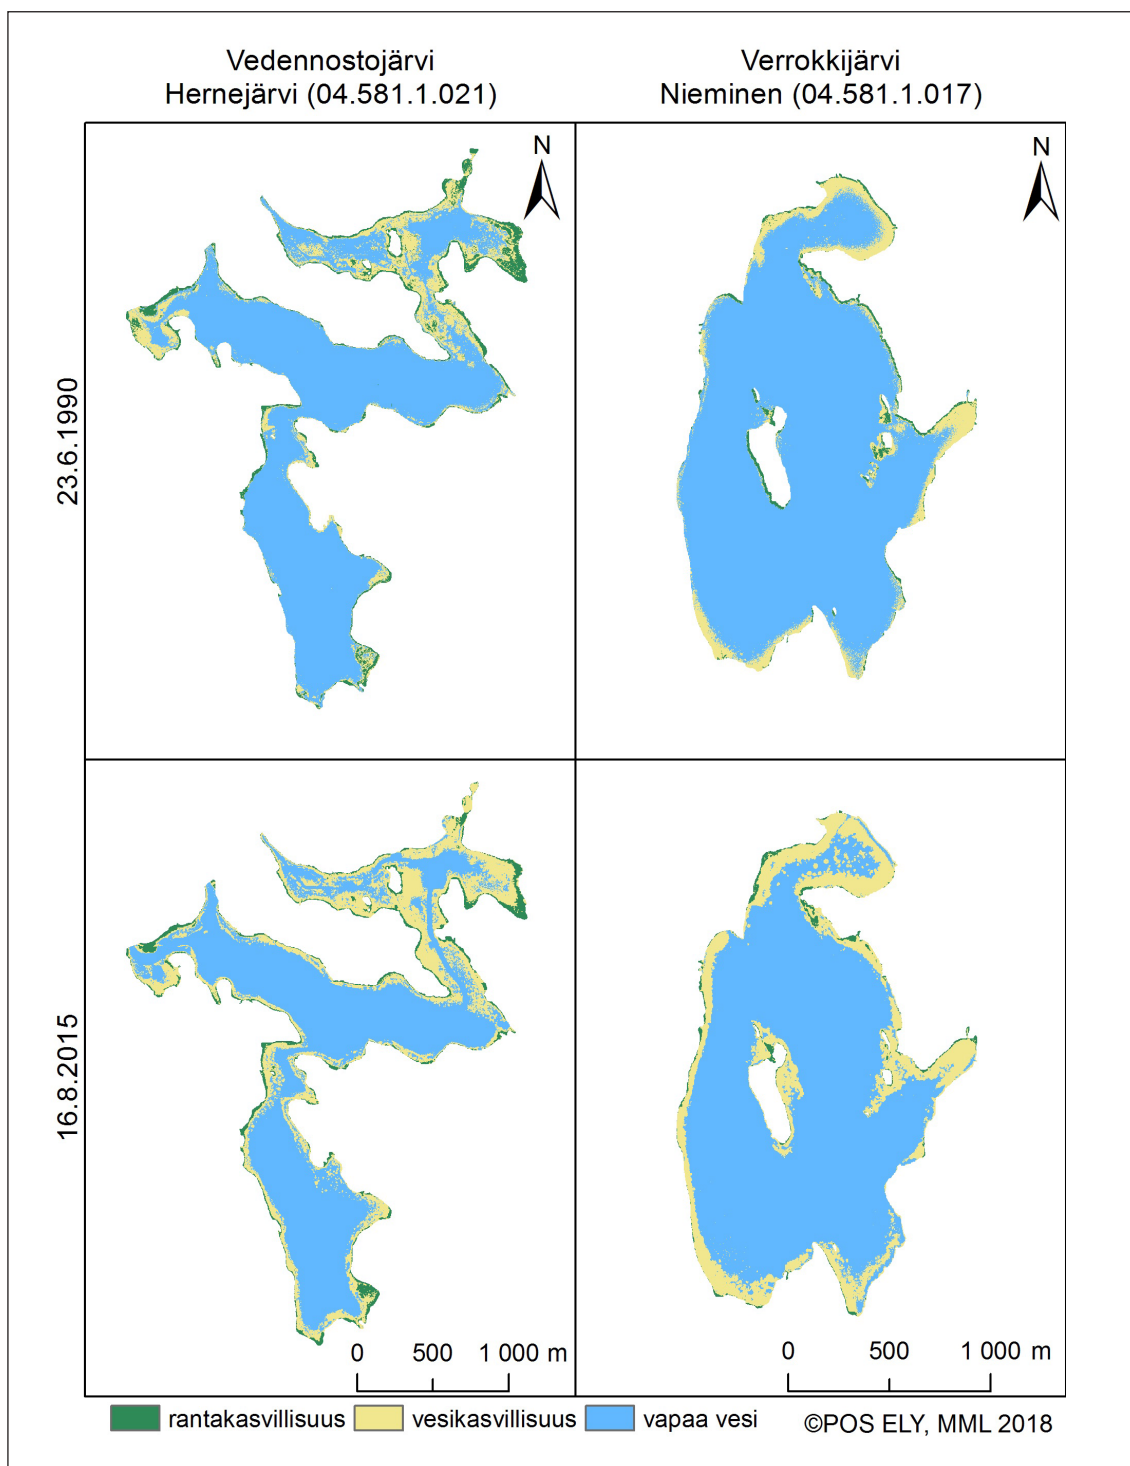 Vedennostojärvi
Hernejärvi (04.581.1.021)
Verrokkijärvi
Nieminen (04.581.1.017)
23.6.1990
N
N
16.8.2015
0 500 1 000 m
0 500 1 000 m
rantakasvillisuus vesikasvillisuus vapaa vesi ©POS ELY, MML 2018